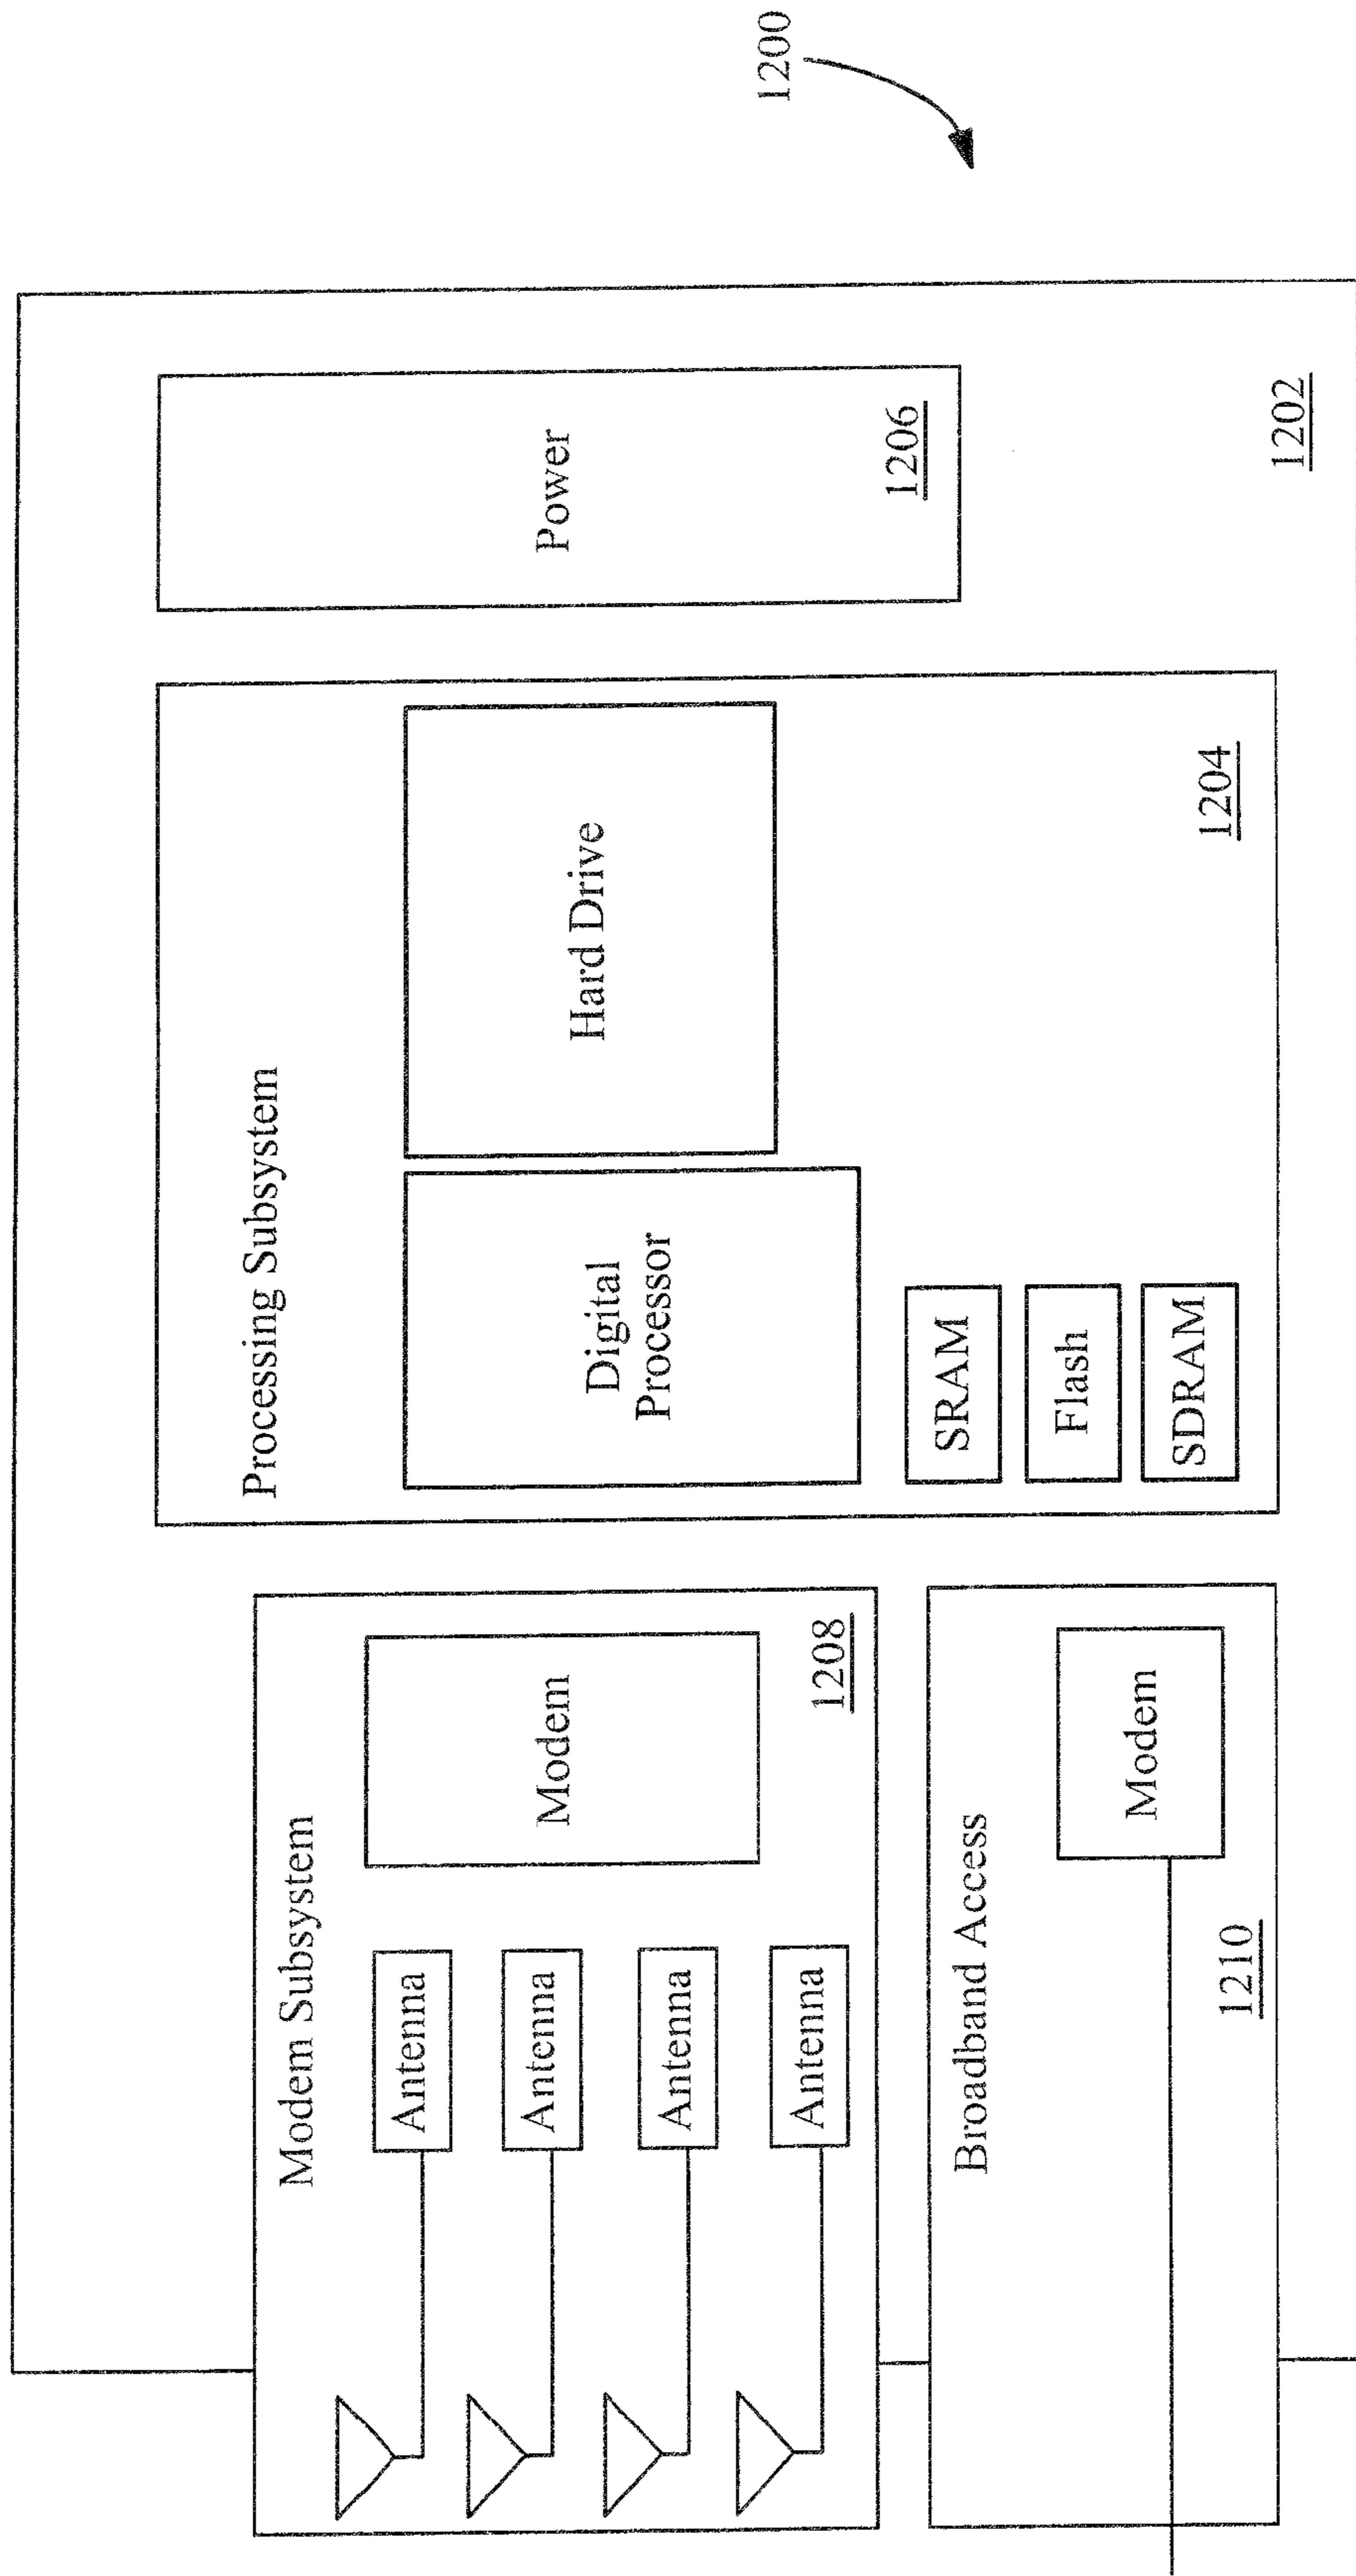 1200
Modem Subsystem
Antenna
Antenna
Antenna
Antenna
Modem
1208
Broadband Access
Modem
1210
Processing Subsystem
Digital
Processor
Hard Drive
SRAM
Flash
SDRAM
1204
Power
1206
1202